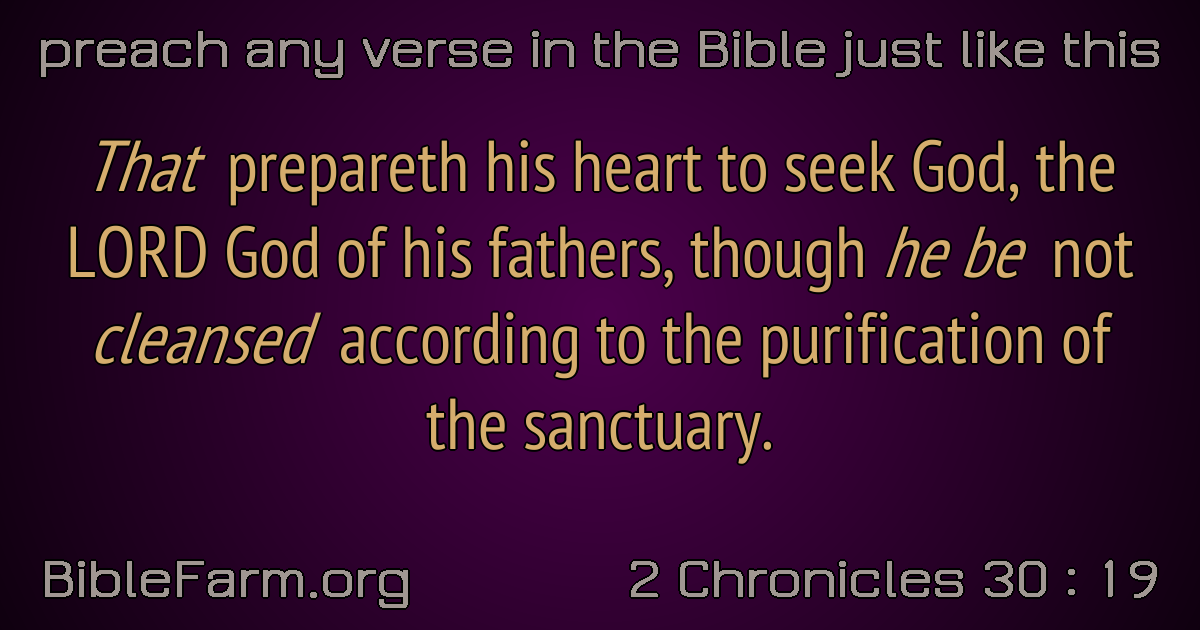 preach any verse in the Bible just like this
That prepareth his heart to seek God, the
LORD God of his fathers, though he be not
cleansed according to the purification of
the sanctuary.
BibleFarm.org
2 Chronicles 30 : 19